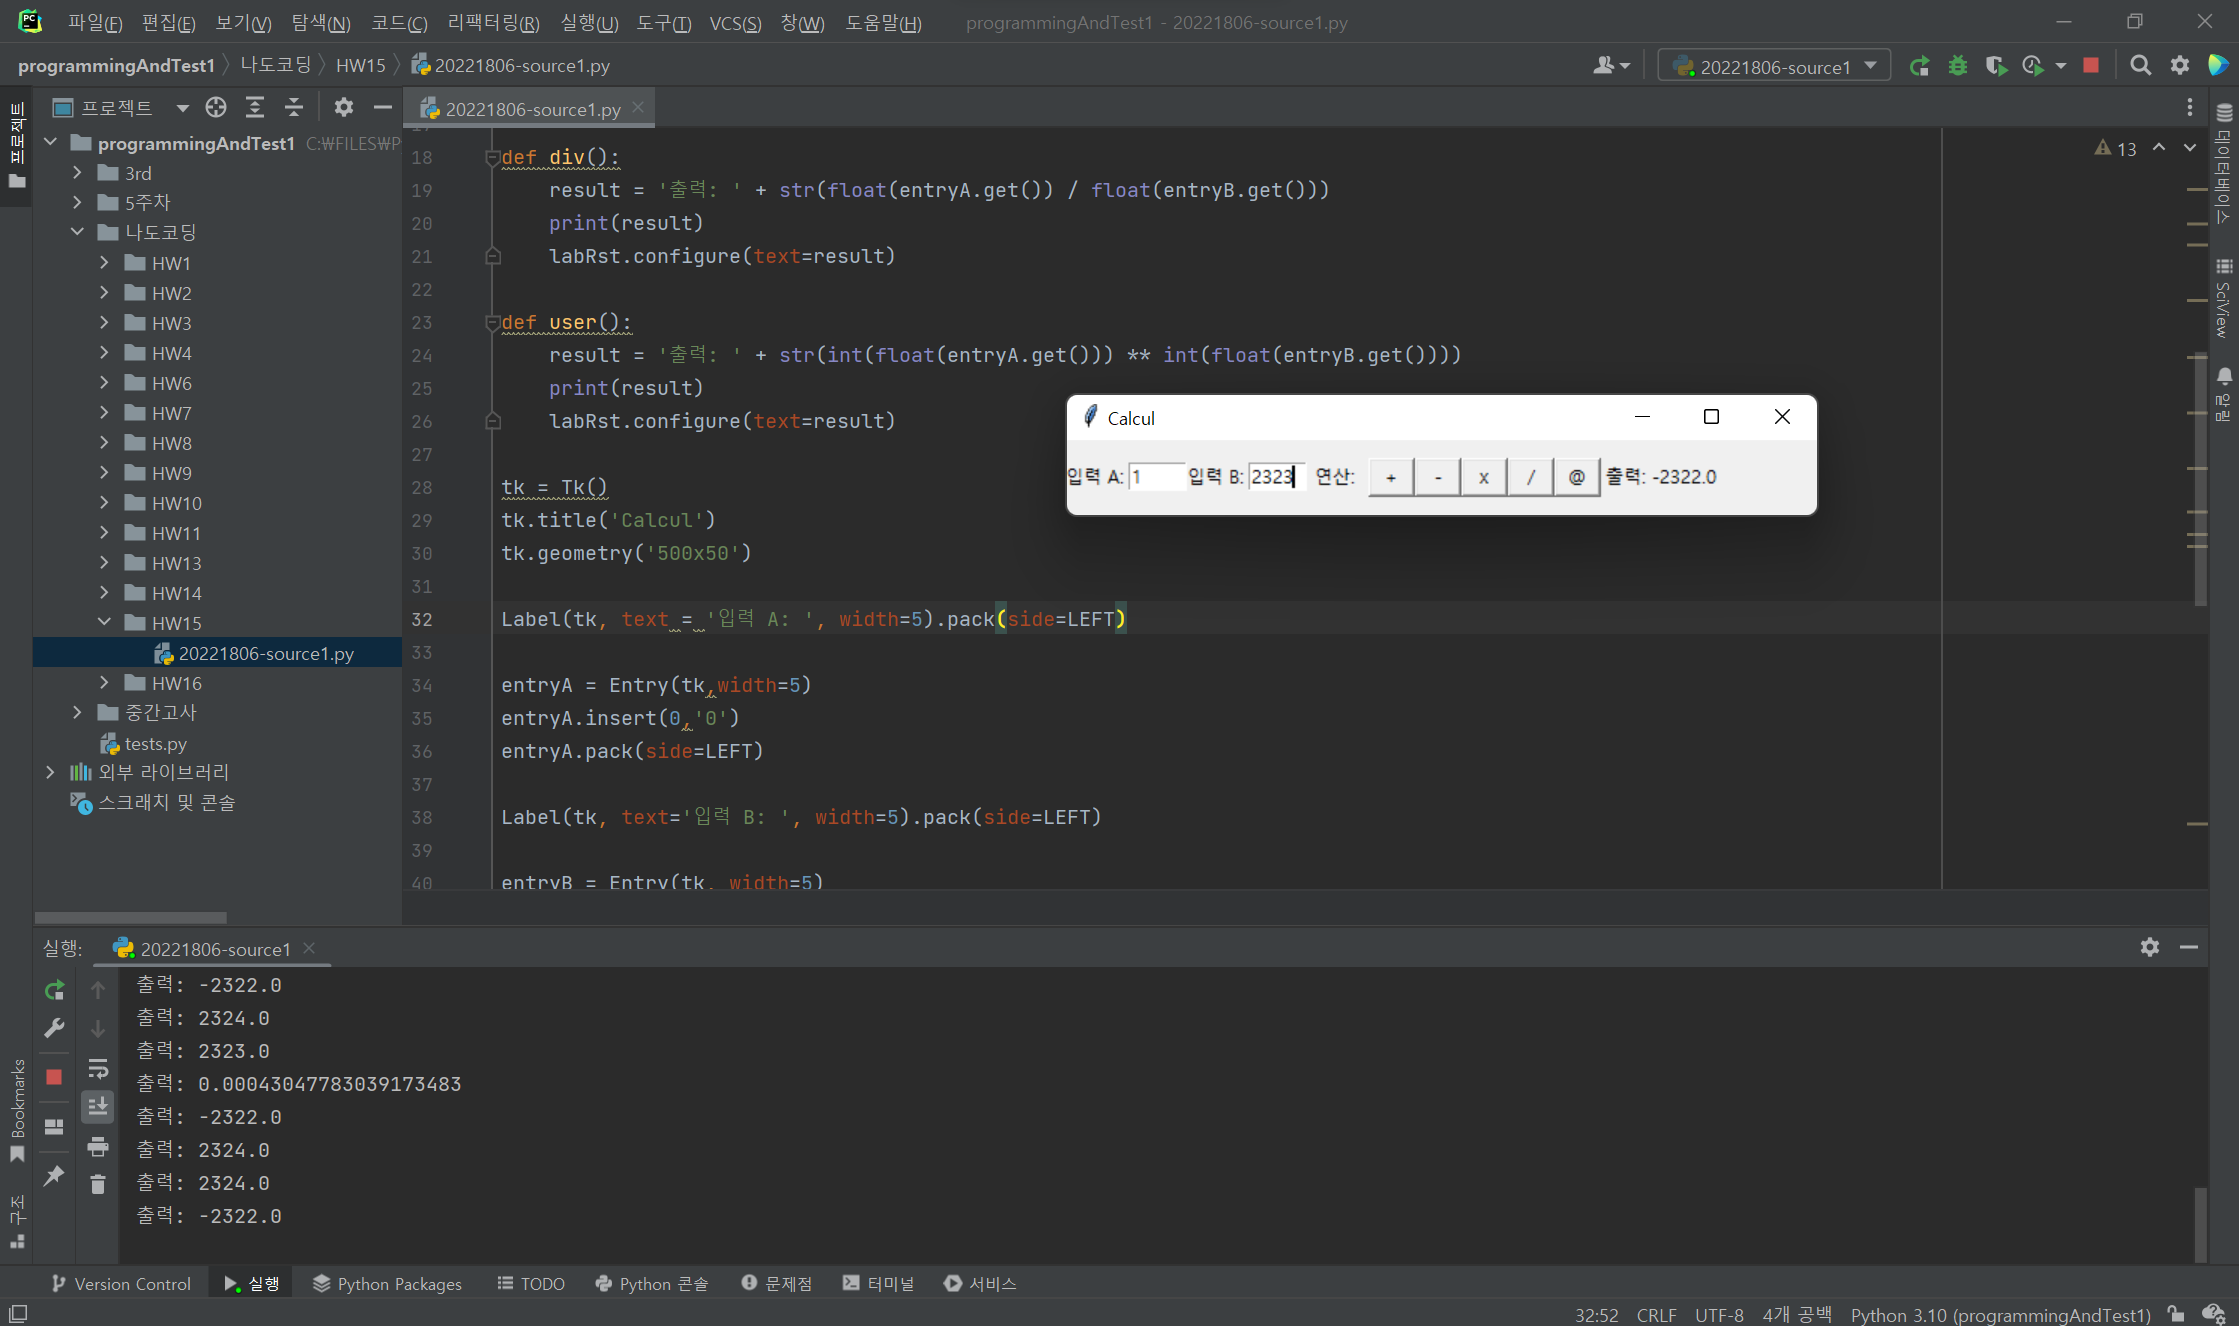 파일(F) 편집(E) 보기(V) 탐색(N) 코드(C) 리팩터링(R) 실행(U) 도구(T) VCS(S) 창(W) 도움말(H) programmingAndTest1 - 20221806-source1.py
programmingAndTest1 나도코딩 HW15 20221806-source1.py 20221806-source1
프로젝트
프로젝트
programmingAndTest1 C:₩FILES₩P
3rd
5주차
나도코딩
HW1
HW2
HW3
HW4
HW6
HW7
HW8
HW9
HW10
HW11
HW13
HW14
HW15
20221806-source1.py
HW16
중간고사
tests.py
외부 라이브러리
스크래치 및 콘솔
20221806-source1.py
13
17
18 def div():
19 result = '출력: ' + str(float(entryA.get()) / float(entryB.get()))
20 print(result)
21 labRst.configure(text=result)
22
23 def user():
24 result = '출력: ' + str(int(float(entryA.get())) ** int(float(entryB.get())))
25 print(result)
26 labRst.configure(text=result)
27
28 tk = Tk()
29 tk.title('Calcul')
30 tk.geometry('500x50')
31
32 Label(tk, text = '입력 A: ', width=5).pack(side=LEFT)
33
34 entryA = Entry(tk,width=5)
35 entryA.insert(0,'0')
36 entryA.pack(side=LEFT)
37
38 Label(tk, text='입력 B: ', width=5).pack(side=LEFT)
39
40 entryB = Entry(tk, width=5)
Calcul
입력 A: 1 입력 B: 2323 연산: + - x / @ 출력: -2322.0
데이터베이스
SciView
알림
실행: 20221806-source1
출력: -2322.0
출력: 2324.0
출력: 2323.0
출력: 0.00043047783039173483
출력: -2322.0
출력: 2324.0
출력: 2324.0
출력: -2322.0
Bookmarks
구조
Version Control 실행 Python Packages TODO Python 콘솔 문제점 터미널 서비스
32:52 CRLF UTF-8 4개 공백 Python 3.10 (programmingAndTest1)